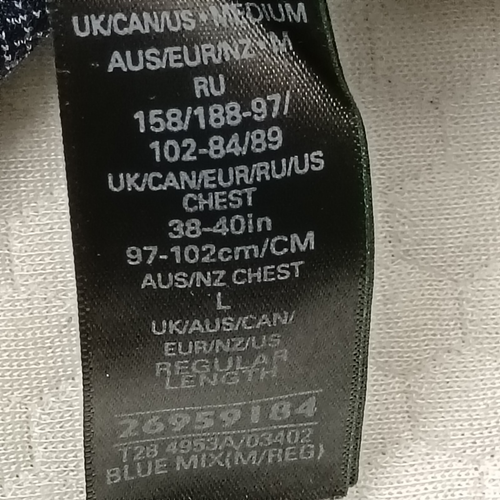 UK/CAN/US•MEDIUM
AUS/EUR/NZ•M
RU
158/188-97/
102-84/89
UK/CAN/EUR/RU/US
CHEST
38-40in
97-102cm/CM
AUS/NZ CHEST
L
UK/AUS/CAN/
EUR/NZ/US
REGULAR
LENGTH
26959184
T28 4953A/03402
BLUE MIX(M/REG)